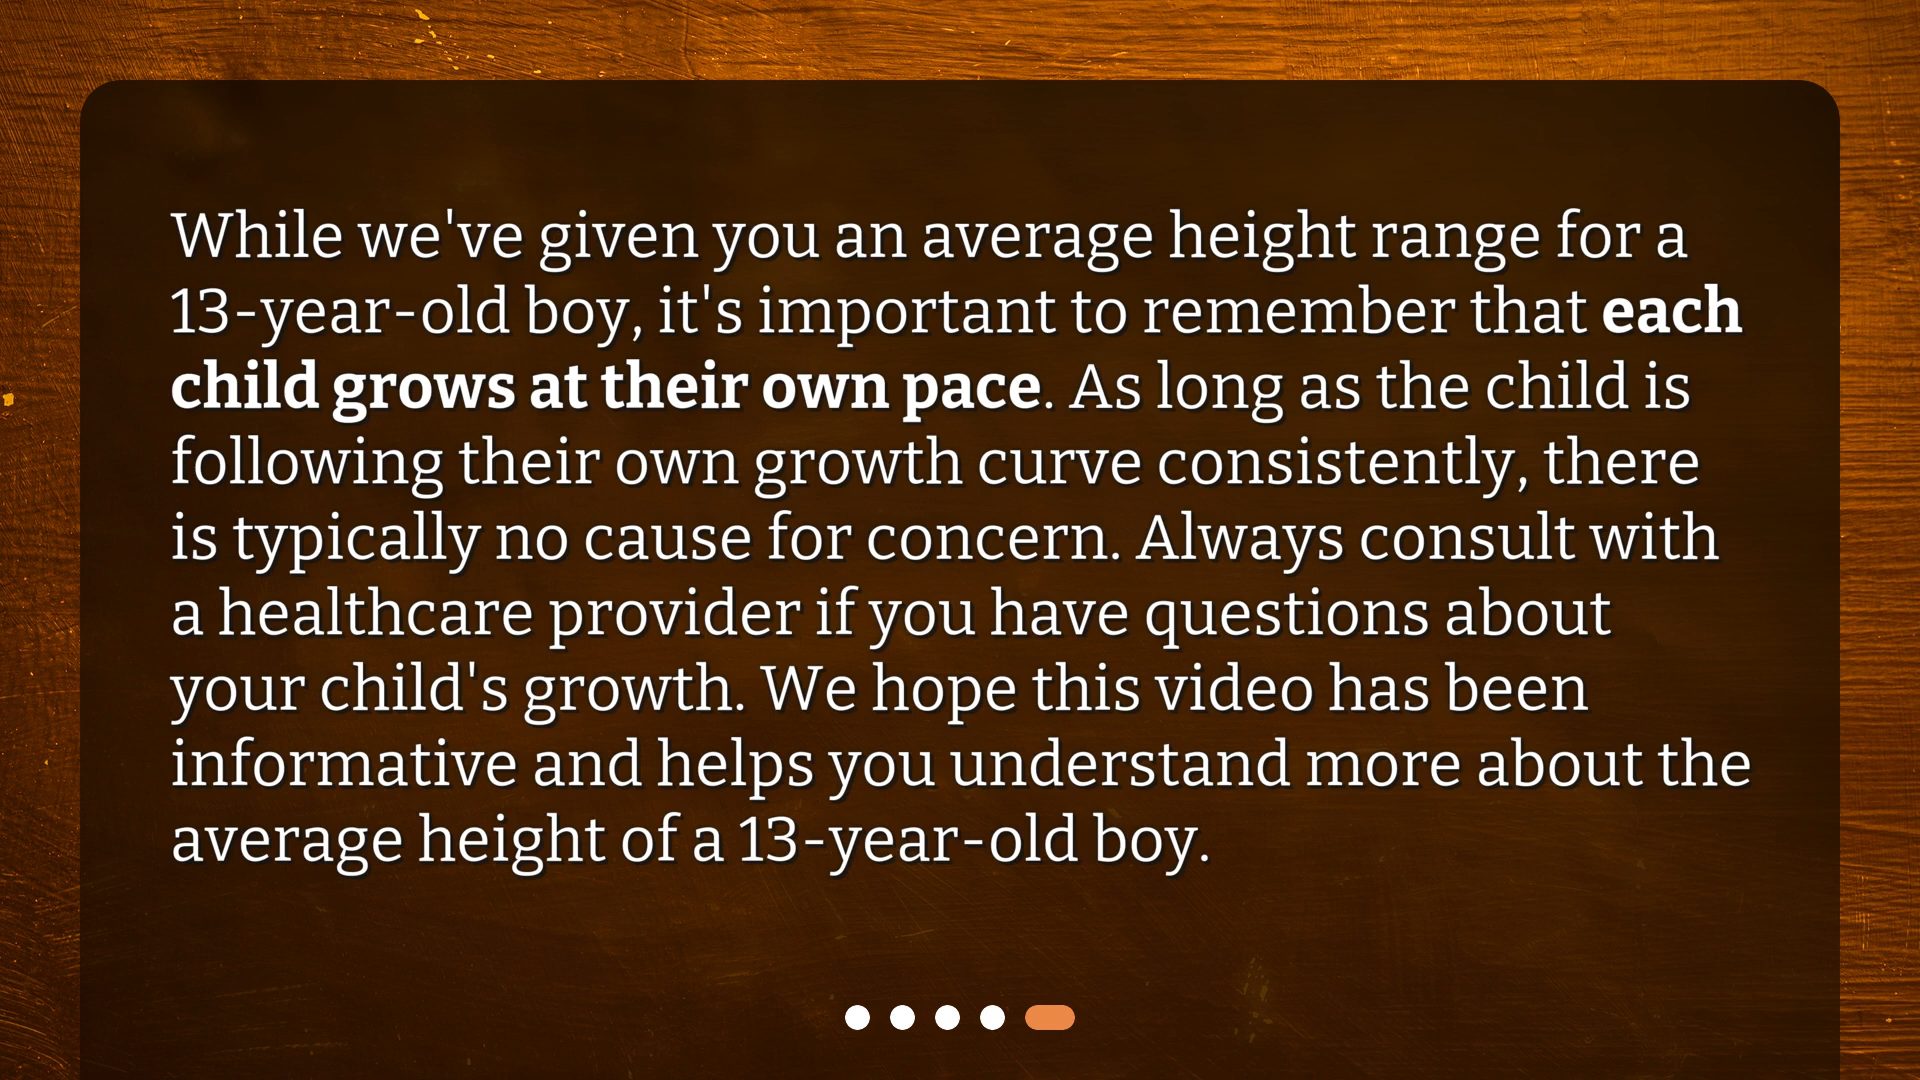 While we've given you an average height range for a
13-year-old boy, it's important to remember that each
child grows at their own pace. As long as the child is
following their own growth curve consistently, there
is typically no cause for concern. Always consult with
a healthcare provider if you have questions about
your child's growth. We hope this video has been
informative and helps you understand more about the
average height of a 13-year-old boy.